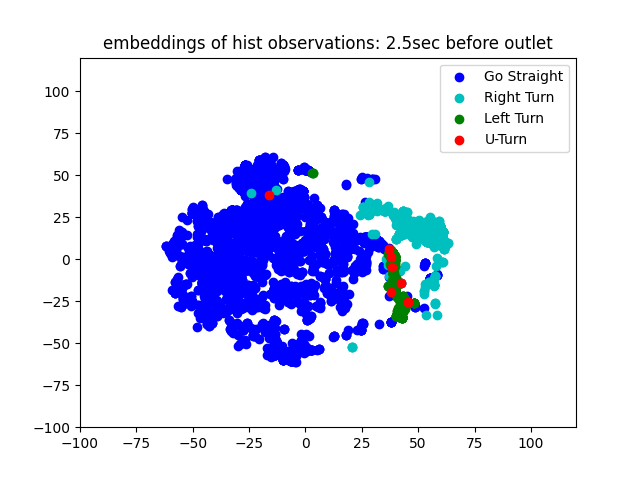 embeddings of hist observations: 2.5sec before outlet
Go Straight
Right Turn
Left Turn
U-Turn
100
75
50
25
0
−25
−50
−75
−100
−100 −75 −50 −25 0 25 50 75 100